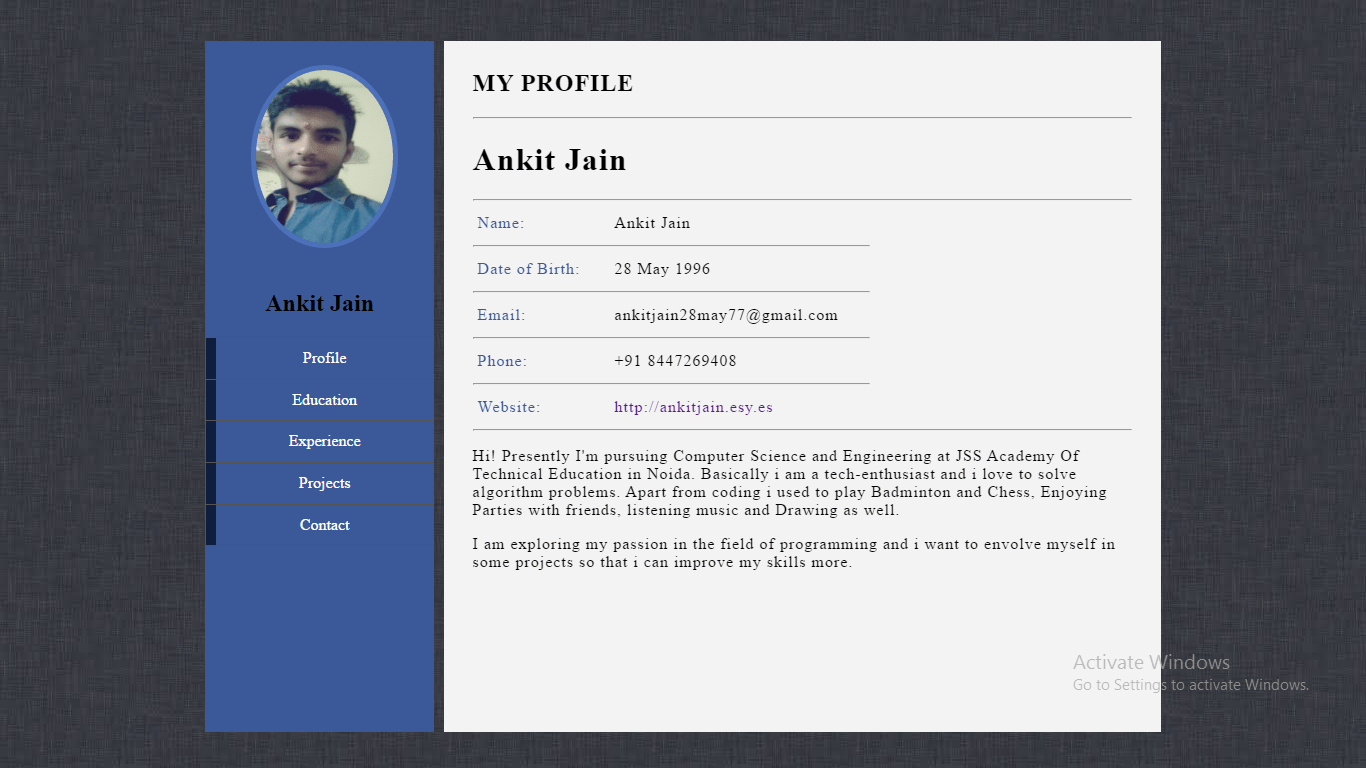 Ankit Jain
Profile
Education
Experience
Projects
Contact
MY PROFILE
Ankit Jain
Name: Ankit Jain
Date of Birth: 28 May 1996
Email: ankitjain28may77@gmail.com
Phone: +91 8447269408
Website: http://ankitjain.esy.es
Hi! Presently I'm pursuing Computer Science and Engineering at JSS Academy Of
Technical Education in Noida. Basically i am a tech-enthusiast and i love to solve
algorithm problems. Apart from coding i used to play Badminton and Chess, Enjoying
Parties with friends, listening music and Drawing as well.
I am exploring my passion in the field of programming and i want to envolve myself in
some projects so that i can improve my skills more.
Activate Windows
Go to Settings to activate Windows.